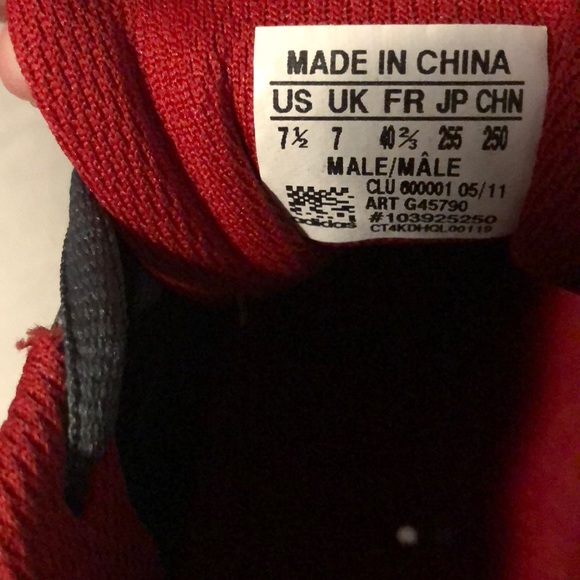 MADE IN CHINA
US UK FR JP CHN
7½ 7 40⅔ 255 250
MALE/MÂLE
CLU 600001 05/11
ART G45790
#103925250
CT4KDHQL00119
adidas